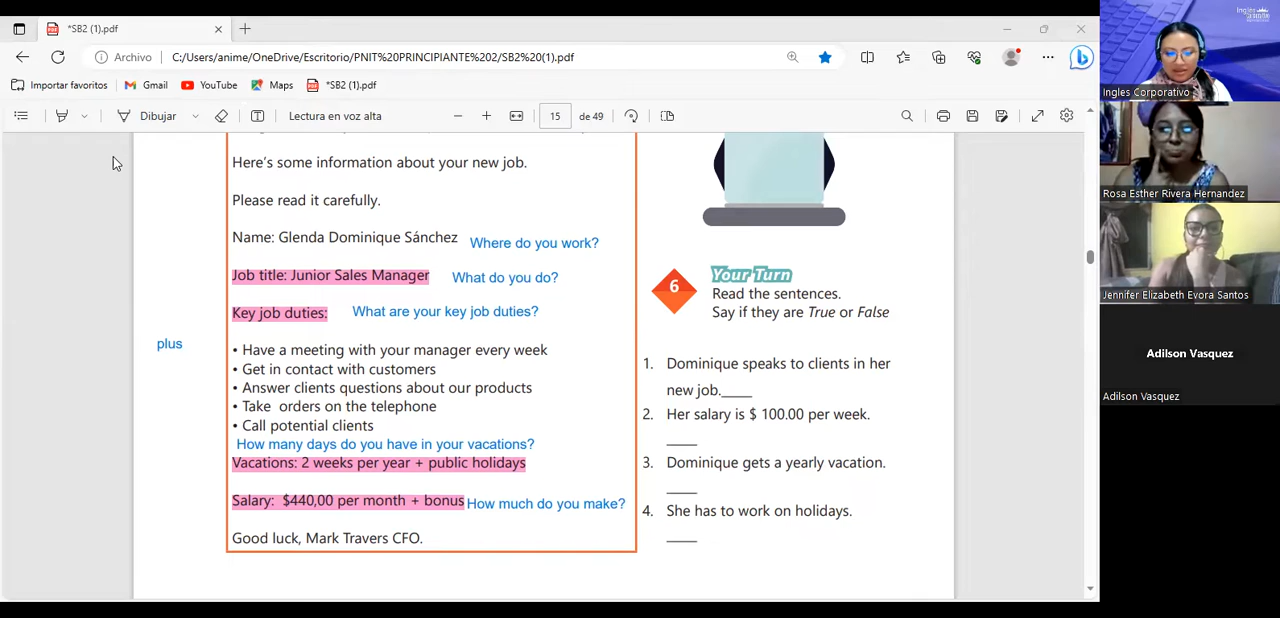 *SB2 (1).pdf
Archivo
C:/Users/anime/OneDrive/Escritorio/PNIT%20PRINCIPIANTE%202/SB2%20(1).pdf
Importar favoritos
Gmail
YouTube
Maps
*SB2 (1).pdf
Dibujar
Lectura en voz alta
15
de 49
Here's some information about your new job.
Please read it carefully.
Name: Glenda Dominique Sánchez
Where do you work?
Job title: Junior Sales Manager
What do you do?
Key job duties:
What are your key job duties?
plus
• Have a meeting with your manager every week
• Get in contact with customers
• Answer clients questions about our products
• Take orders on the telephone
• Call potential clients
How many days do you have in your vacations?
Vacations: 2 weeks per year + public holidays
Salary: $440,00 per month + bonus
How much do you make?
Good luck, Mark Travers CFO.
6
Your Turn
Read the sentences.
Say if they are True or False
1. Dominique speaks to clients in her
new job.____
2. Her salary is $ 100.00 per week.
____
3. Dominique gets a yearly vacation.
____
4. She has to work on holidays.
____
Ingles Corporativo
Rosa Esther Rivera Hernandez
Jennifer Elizabeth Evora Santos
Adilson Vasquez
Adilson Vasquez